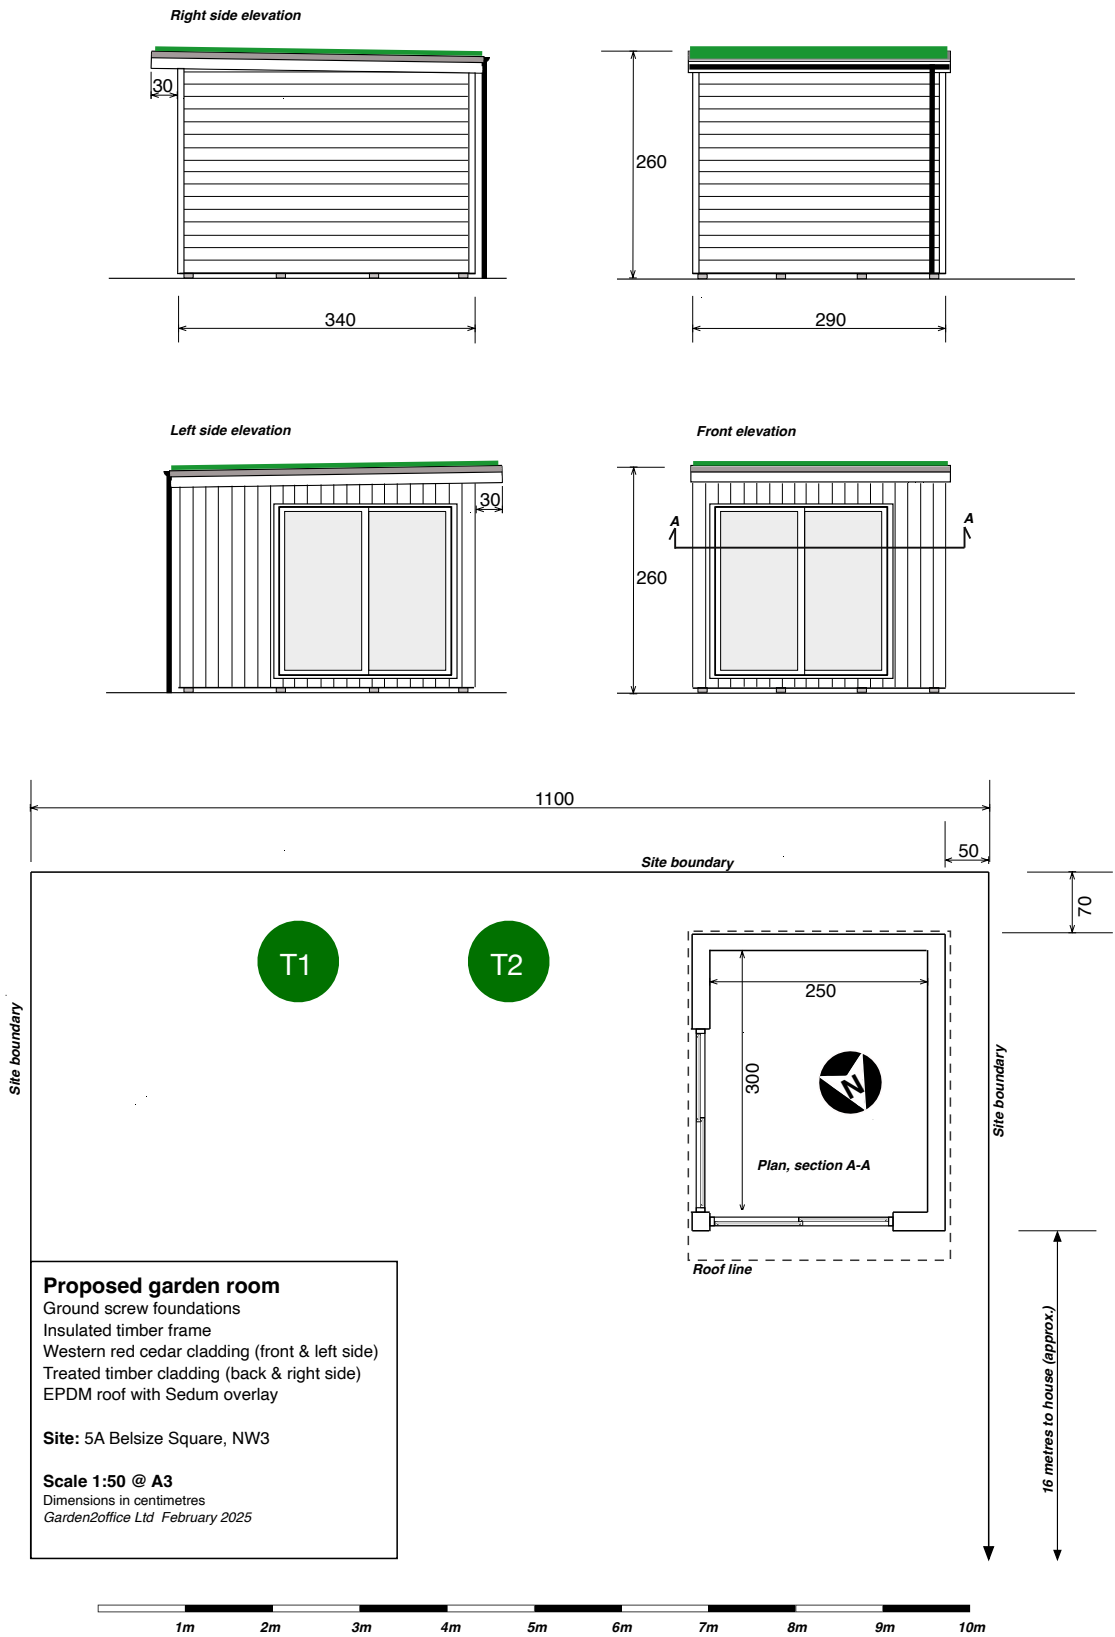 Right side elevation
30
260
340
290
Left side elevation
Front elevation
30
A
A
260
1100
Site boundary
50
70
T1
T2
250
Site boundary
300
N
Site boundary
Plan, section A-A
Roof line
Proposed garden room
Ground screw foundations
Insulated timber frame
Western red cedar cladding (front & left side)
Treated timber cladding (back & right side)
EPDM roof with Sedum overlay
Site: 5A Belsize Square, NW3
Scale 1:50 @ A3
Dimensions in centimetres
Garden2office Ltd  February 2025
16 metres to house (approx.)
1m 2m 3m 4m 5m 6m 7m 8m 9m 10m